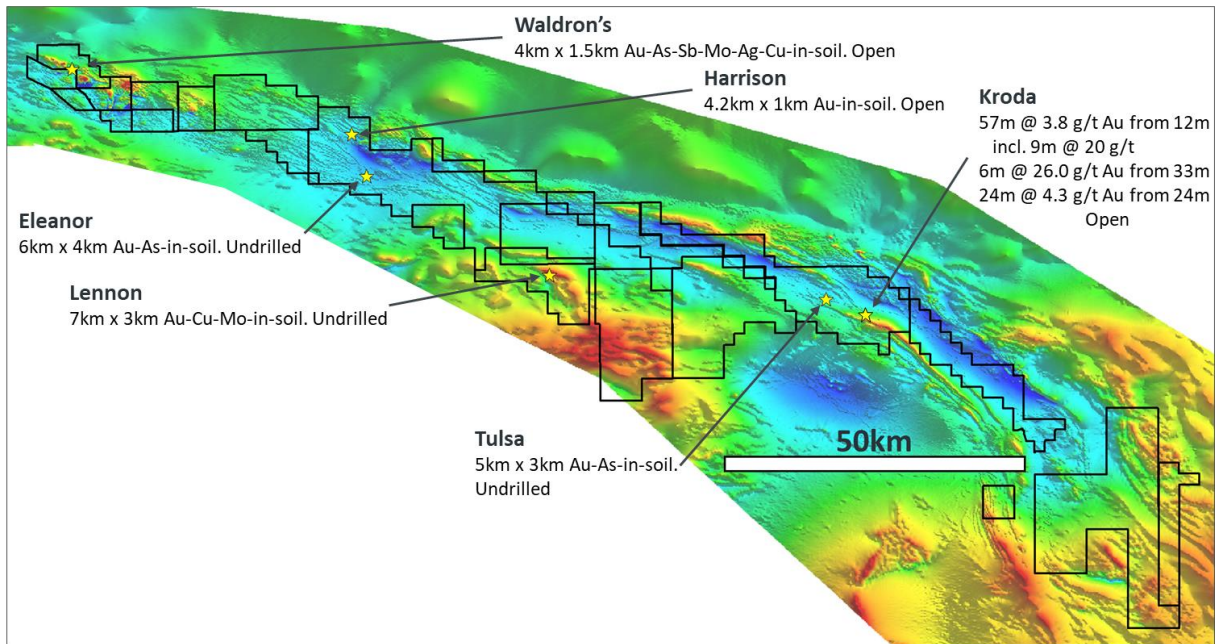 Waldron's
4km x 1.5km Au-As-Sb-Mo-Ag-Cu-in-soil. Open
Harrison
4.2km x 1km Au-in-soil. Open
Kroda
57m @ 3.8 g/t Au from 12m
incl. 9m @ 20 g/t
6m @ 26.0 g/t Au from 33m
24m @ 4.3 g/t Au from 24m
Open
Eleanor
6km x 4km Au-As-in-soil. Undrilled
Lennon
7km x 3km Au-Cu-Mo-in-soil. Undrilled
Tulsa
5km x 3km Au-As-in-soil.
Undrilled
50km